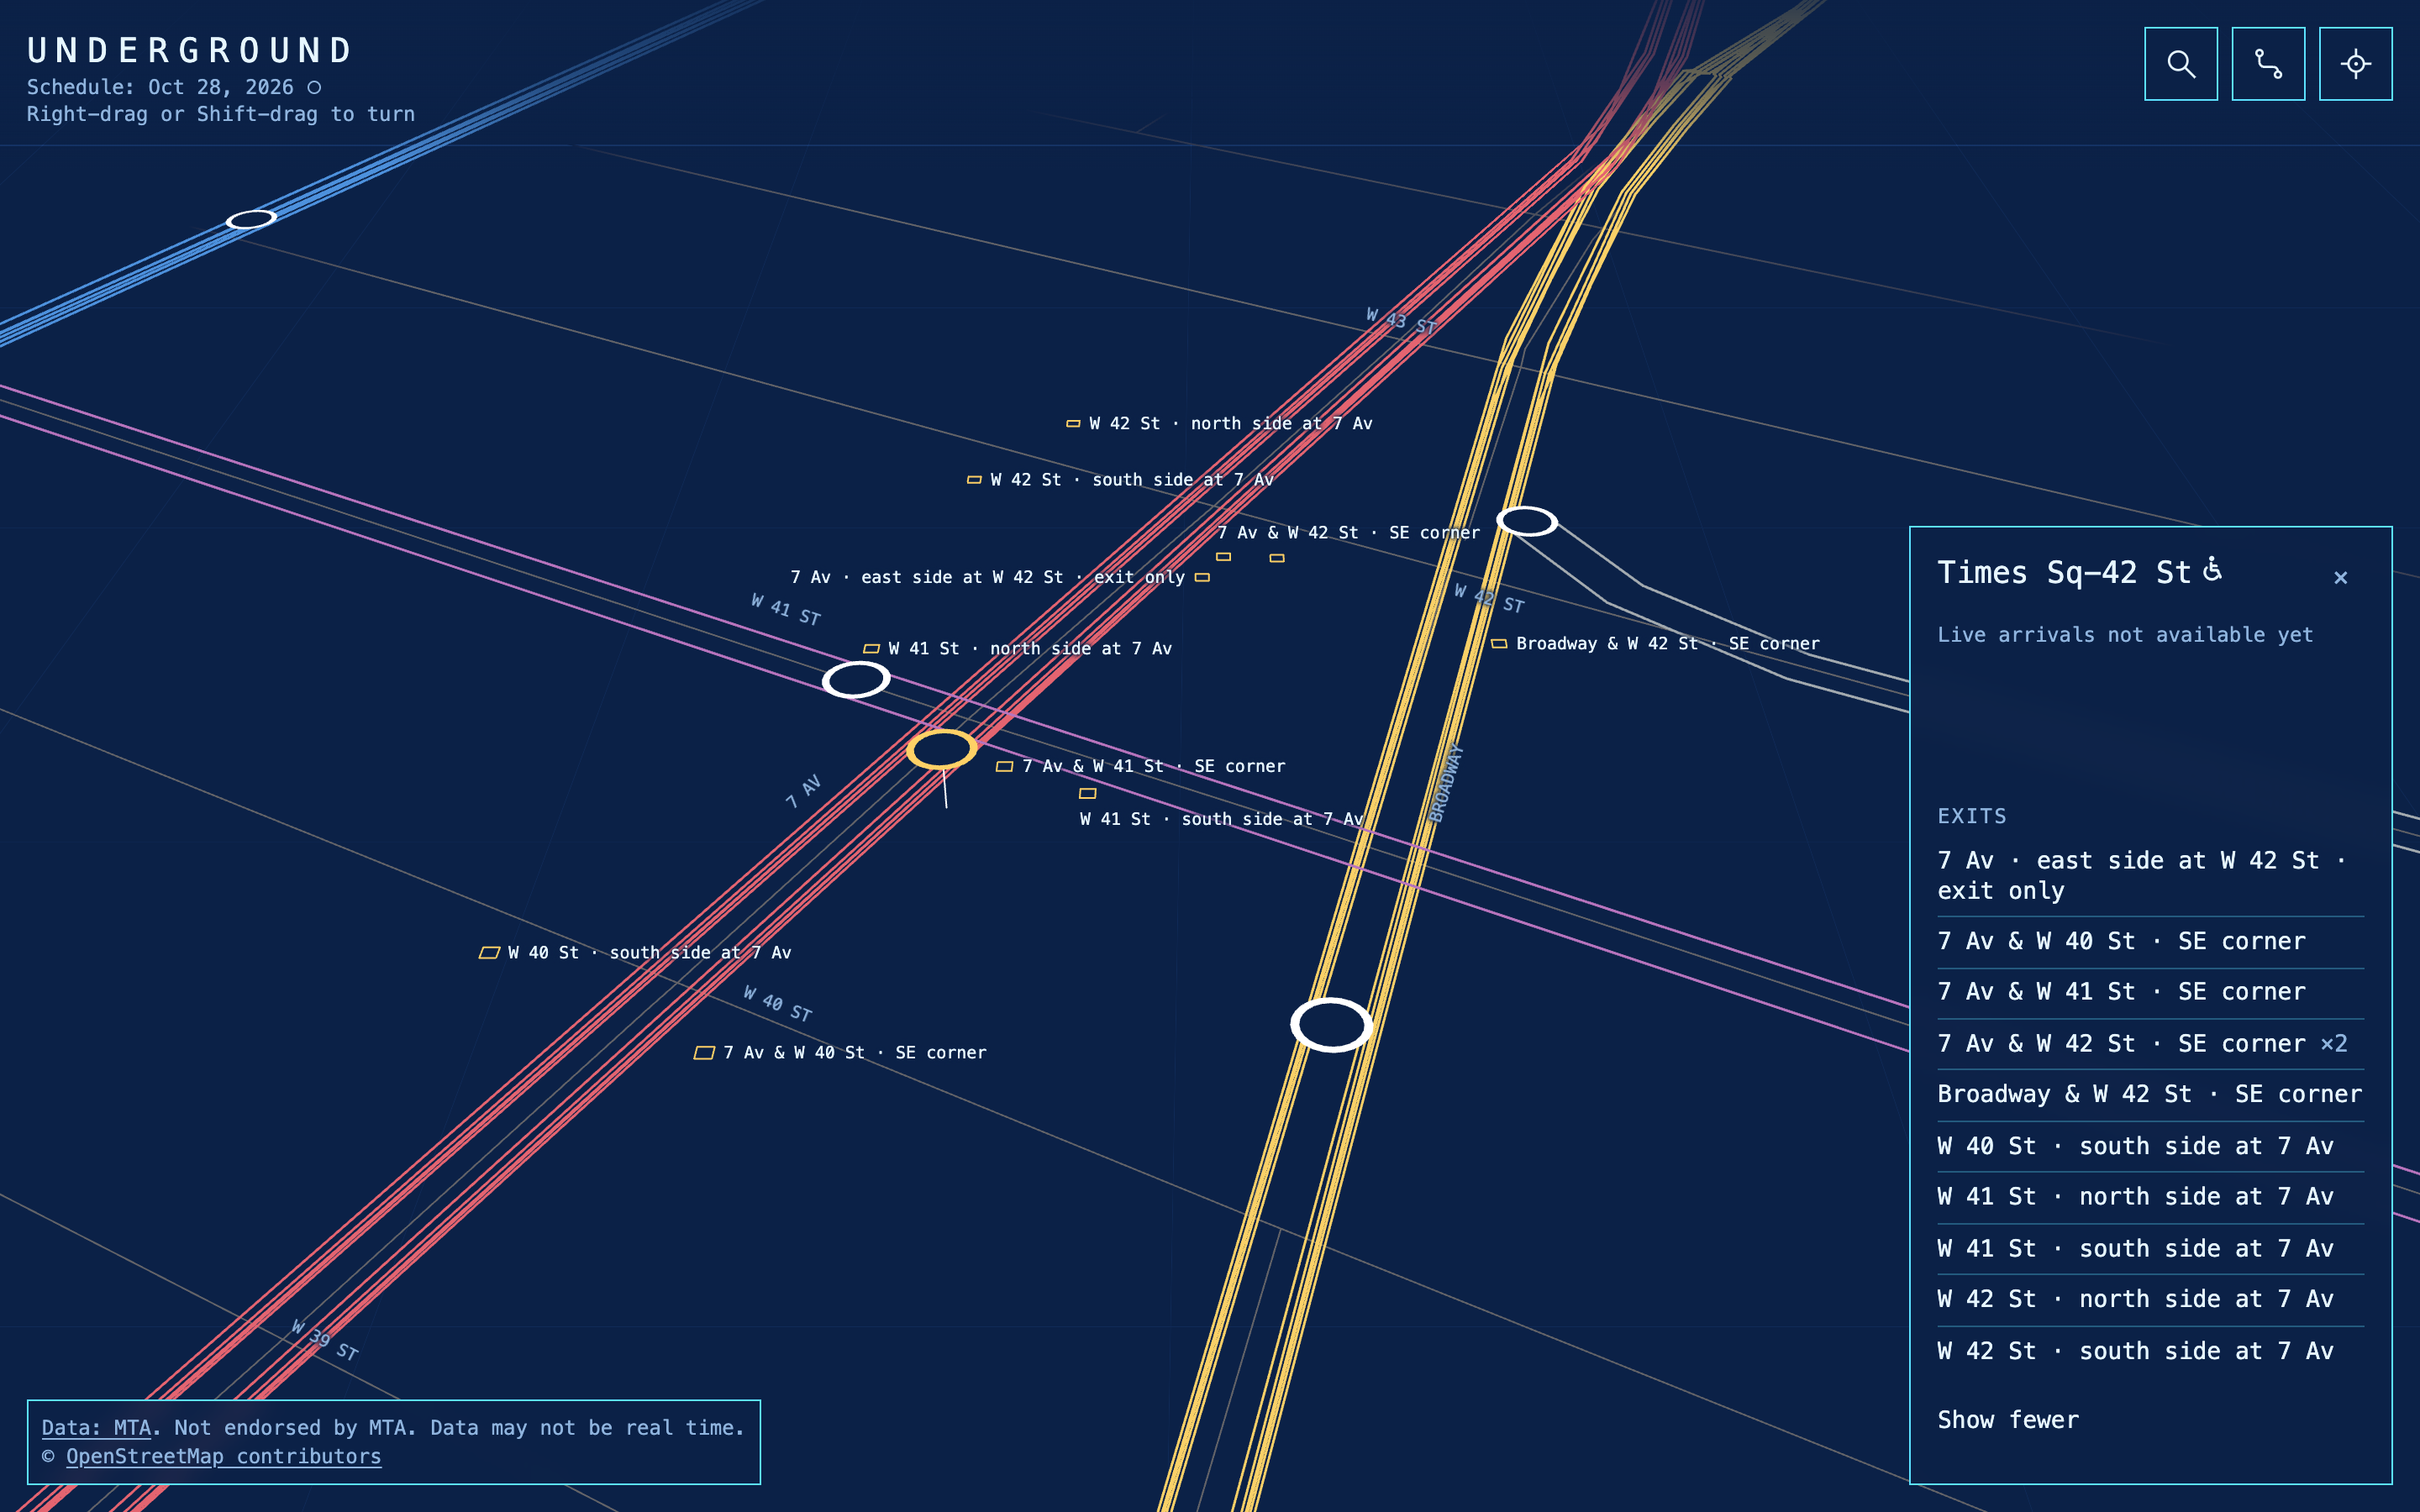 UNDERGROUND
Schedule: Oct 28, 2026
Right-drag or Shift-drag to turn
W 43 ST
W 42 St · north side at 7 Av
W 42 St · south side at 7 Av
7 Av & W 42 St · SE corner
7 Av · east side at W 42 St · exit only
W 41 ST
W 42 ST
W 41 St · north side at 7 Av
Broadway & W 42 St · SE corner
7 AV
7 Av & W 41 St · SE corner
BROADWAY
W 41 St · south side at 7 Av
W 40 St · south side at 7 Av
W 40 ST
7 Av & W 40 St · SE corner
W 39 ST
Times Sq-42 St
×
Live arrivals not available yet
EXITS
7 Av · east side at W 42 St ·
exit only
7 Av & W 40 St · SE corner
7 Av & W 41 St · SE corner
7 Av & W 42 St · SE corner ×2
Broadway & W 42 St · SE corner
W 40 St · south side at 7 Av
W 41 St · north side at 7 Av
W 41 St · south side at 7 Av
W 42 St · north side at 7 Av
W 42 St · south side at 7 Av
Show fewer
Data: MTA. Not endorsed by MTA. Data may not be real time.
© OpenStreetMap contributors